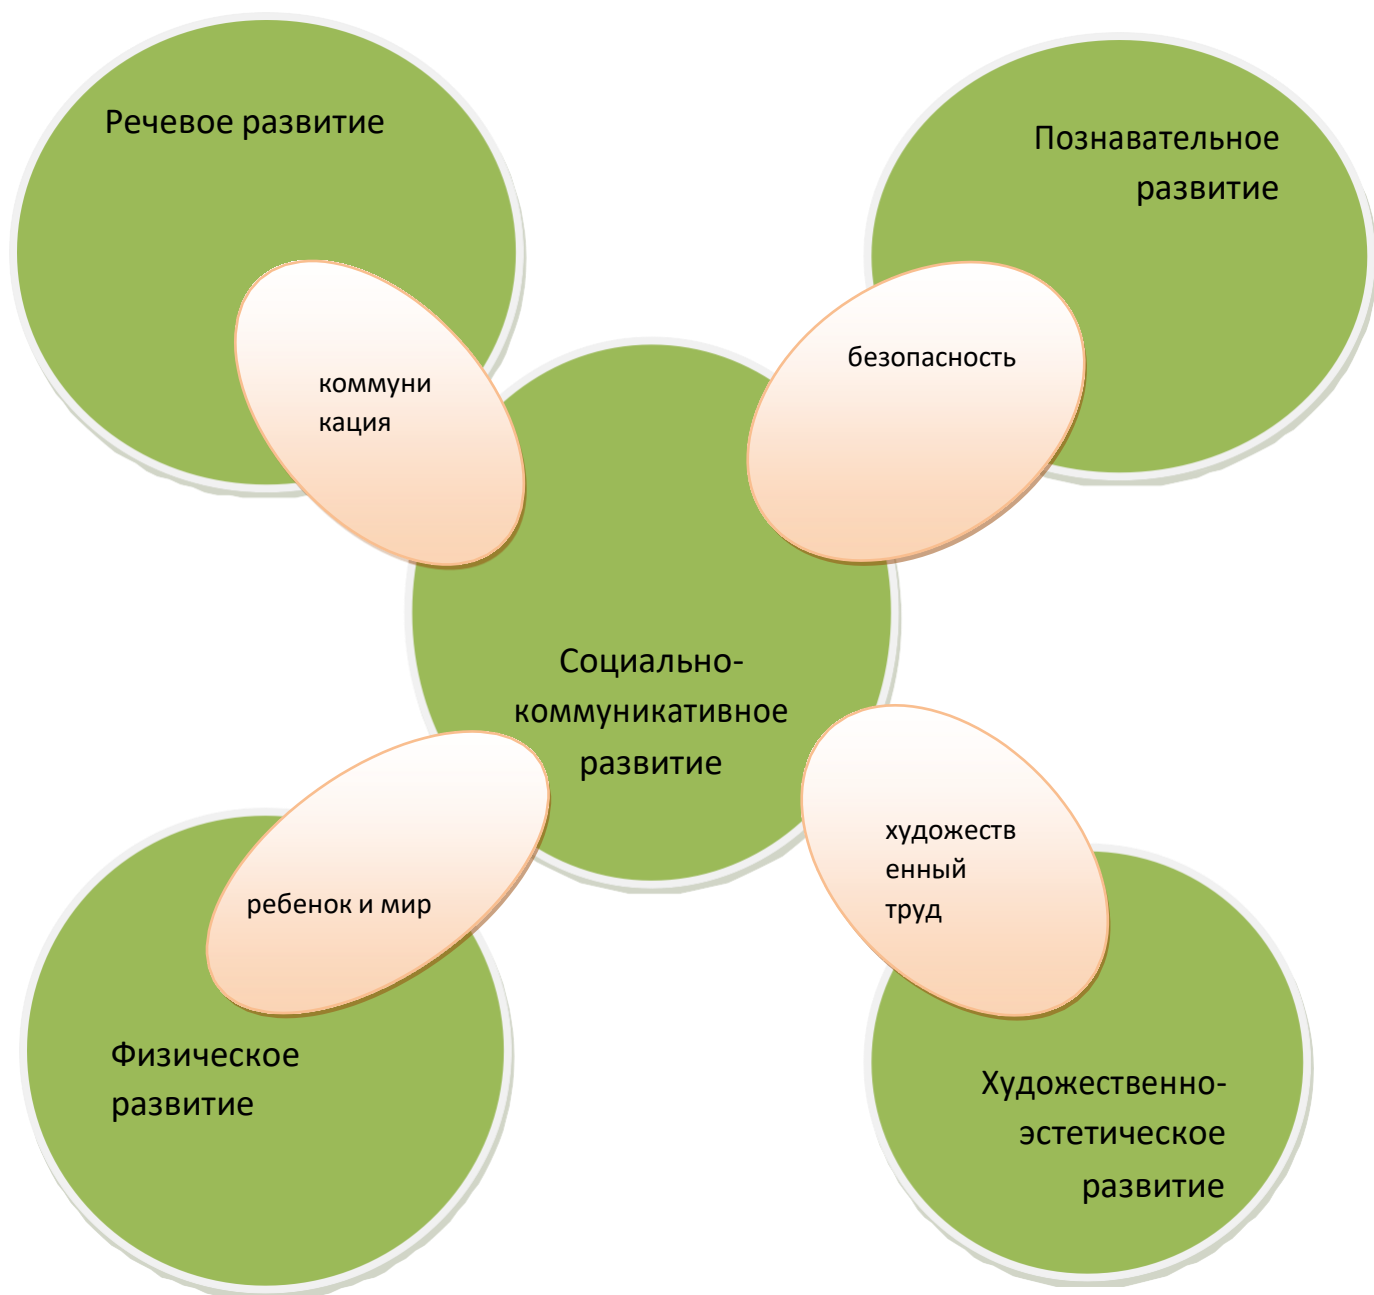 Речевое развитие
Познавательное
развитие
коммуни
кация
безопасность
Социально-
коммуникативное
развитие
ребенок и мир
художеств
енный
труд
Физическое
развитие
Художественно-
эстетическое
развитие